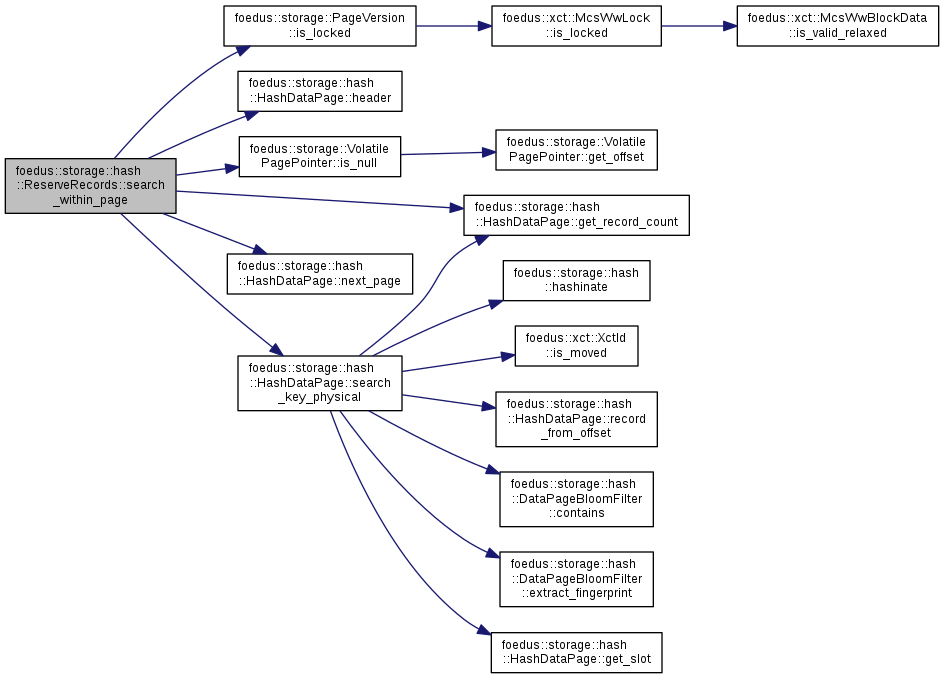 foedus::storage::PageVersion
::is_locked
foedus::xct::McsWwLock
::is_locked
foedus::xct::McsWwBlockData
::is_valid_relaxed
foedus::storage::hash
::HashDataPage::header
foedus::storage::Volatile
PagePointer::is_null
foedus::storage::Volatile
PagePointer::get_offset
foedus::storage::hash
::ReserveRecords::search
_within_page
foedus::storage::hash
::HashDataPage::get_record_count
foedus::storage::hash
::HashDataPage::next_page
foedus::storage::hash
::hashinate
foedus::xct::XctId
::is_moved
foedus::storage::hash
::HashDataPage::search
_key_physical
foedus::storage::hash
::HashDataPage::record
_from_offset
foedus::storage::hash
::DataPageBloomFilter
::contains
foedus::storage::hash
::DataPageBloomFilter
::extract_fingerprint
foedus::storage::hash
::HashDataPage::get_slot